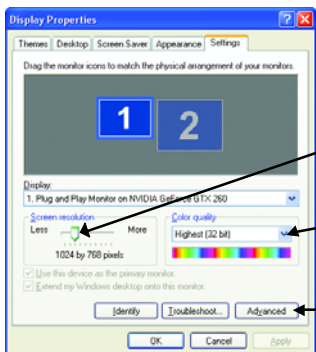 Display Properties
Themes Desktop Screen Saver Appearance Settings
Drag the monitor icons to match the physical arrangement of your monitors.
1 2
Display:
1. Plug and Play Monitor on NVIDIA GeForce GTX 260
Screen resolution
Less More
1024 by 768 pixels
Color quality
Highest (32 bit)
Use this device as the primary monitor.
Extend my Windows desktop onto this monitor.
Identify Troubleshoot... Advanced
OK Cancel Apply